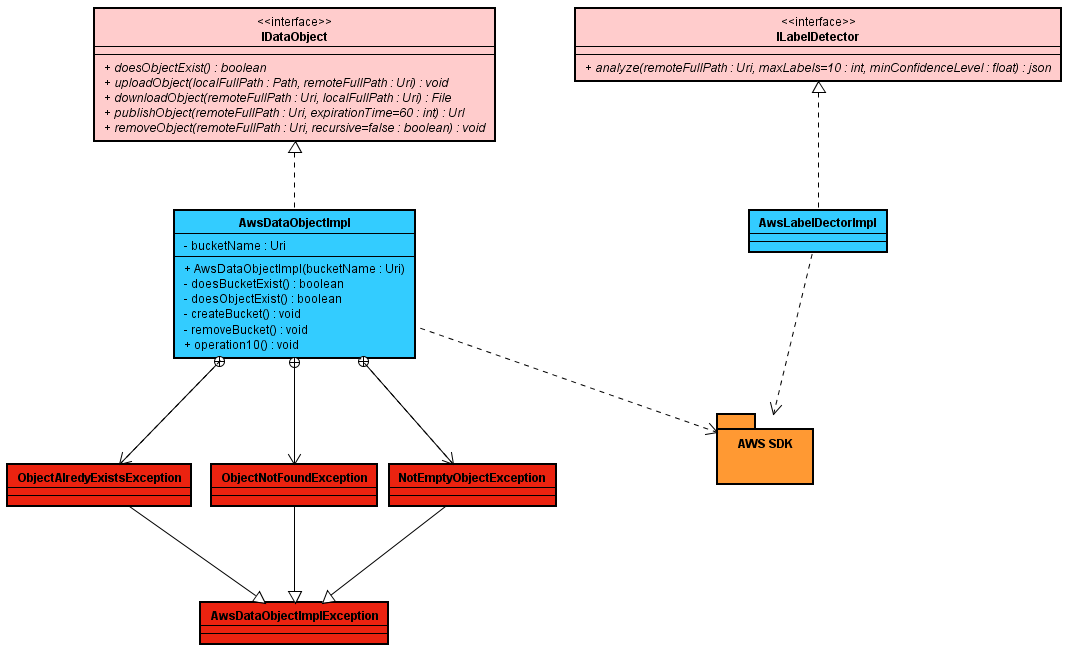 <<interface>>
IDataObject
+ doesObjectExist() : boolean
+ uploadObject(localFullPath : Path, remoteFullPath : Uri) : void
+ downloadObject(remoteFullPath : Uri, localFullPath : Uri) : File
+ publishObject(remoteFullPath : Uri, expirationTime=60 : int) : Url
+ removeObject(remoteFullPath : Uri, recursive=false : boolean) : void
<<interface>>
ILabelDetector
+ analyze(remoteFullPath : Uri, maxLabels=10 : int, minConfidenceLevel : float) : json
AwsDataObjectImpl
- bucketName : Uri
+ AwsDataObjectImpl(bucketName : Uri)
- doesBucketExist() : boolean
- doesObjectExist() : boolean
- createBucket() : void
- removeBucket() : void
+ operation10() : void
AwsLabelDectorImpl
AWS SDK
ObjectAlredyExistsException
ObjectNotFoundException
NotEmptyObjectException
AwsDataObjectImplException